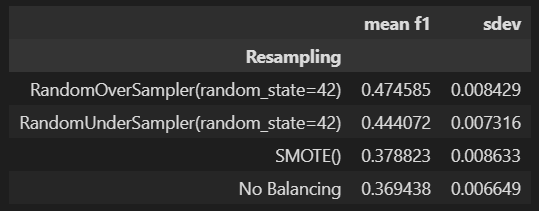 mean f1 sdev
Resampling
RandomOverSampler(random_state=42) 0.474585 0.008429
RandomUnderSampler(random_state=42) 0.444072 0.007316
SMOTE() 0.378823 0.008633
No Balancing 0.369438 0.006649